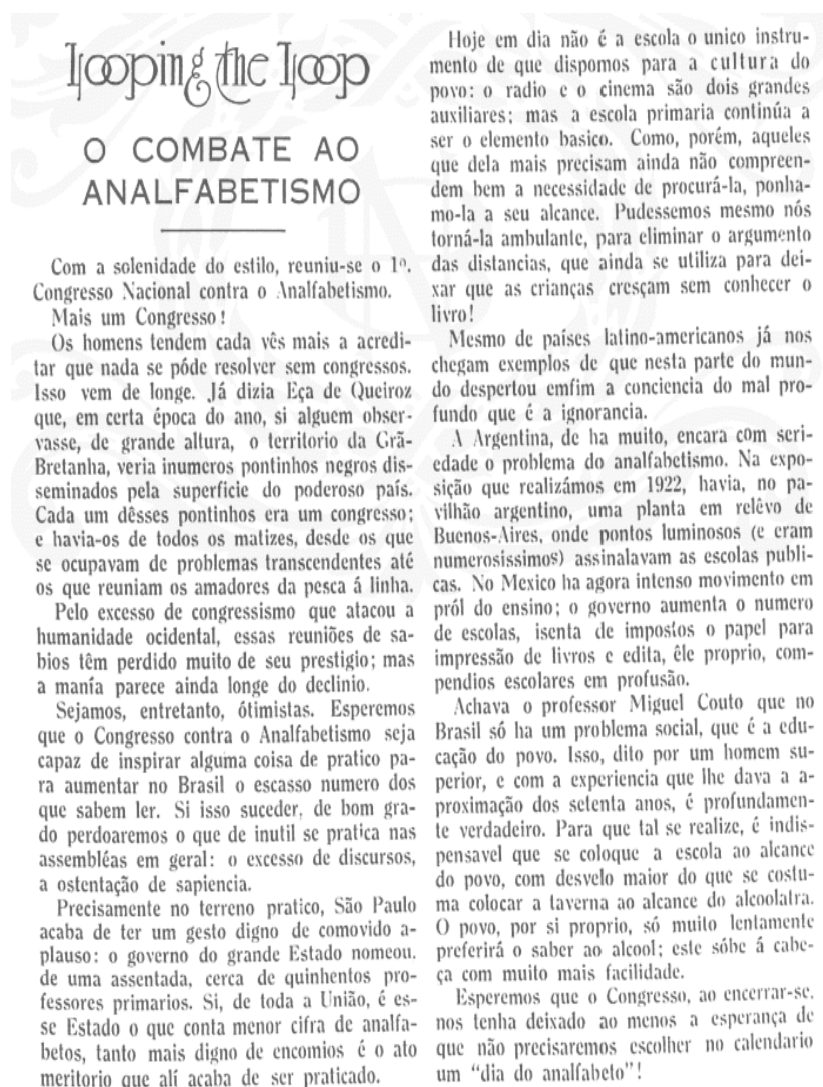 Looping the Loop
O COMBATE AO
ANALFABETISMO
Com a solenidade do estilo, reuniu-se o 1º.
Congresso Nacional contra o Analfabetismo.
Mais um Congresso!
Os homens tendem cada vês mais a acredi-
tar que nada se póde resolver sem congressos.
Isso vem de longe. Já dizia Eça de Queiroz
que, em certa época do ano, si alguem obser-
vasse, de grande altura, o territorio da Grã-
Bretanha, veria inumeros pontinhos negros dis-
seminados pela superficie do poderoso país.
Cada um dêsses pontinhos era um congresso;
e havia-os de todos os matizes, desde os que
se ocupavam de problemas transcendentes até
os que reuniam os amadores da pesca á linha.
Pelo excesso de congressismo que atacou a
humanidade ocidental, essas reuniões de sa-
bios têm perdido muito de seu prestigio; mas
a manía parece ainda longe do declinio.
Sejamos, entretanto, ótimistas. Esperemos
que o Congresso contra o Analfabetismo seja
capaz de inspirar alguma coisa de pratico pa-
ra aumentar no Brasil o escasso numero dos
que sabem ler. Si isso suceder, de bom gra-
do perdoaremos o que de inutil se pratica nas
assembléas em geral: o excesso de discursos,
a ostentação de sapiencia.
Precisamente no terreno pratico, São Paulo
acaba de ter um gesto digno de comovido a-
plauso: o governo do grande Estado nomeou,
de uma assentada, cerca de quinhentos pro-
fessores primarios. Si, de toda a União, é es-
se Estado o que conta menor cifra de analfa-
betos, tanto mais digno de encomios é o ato
meritorio que alí acaba de ser praticado.
Hoje em dia não é a escola o unico instru-
mento de que dispomos para a cultura do
povo: o radio e o cinema são dois grandes
auxiliares; mas a escola primaria continúa a
ser o elemento basico. Como, porém, aqueles
que dela mais precisam ainda não compreen-
dem bem a necessidade de procurá-la, ponha-
mo-la a seu alcance. Pudessemos mesmo nós
torná-la ambulante, para eliminar o argumento
das distancias, que ainda se utiliza para dei-
xar que as crianças cresçam sem conhecer o
livro!
Mesmo de países latino-americanos já nos
chegam exemplos de que nesta parte do mun-
do despertou emfim a conciencia do mal pro-
fundo que é a ignorancia.
A Argentina, de ha muito, encara com seri-
edade o problema do analfabetismo. Na expo-
sição que realizámos em 1922, havia, no pa-
vilhão argentino, uma planta em relêvo de
Buenos-Aires, onde pontos luminosos (e eram
numerosissimos) assinalavam as escolas publi-
cas. No Mexico ha agora intenso movimento em
pról do ensino; o governo aumenta o numero
de escolas, isenta de impostos o papel para
impressão de livros e edita, êle proprio, com-
pendios escolares em profusão.
Achava o professor Miguel Couto que no
Brasil só ha um problema social, que é a edu-
cação do povo. Isso, dito por um homem su-
perior, e com a experiencia que lhe dava a a-
proximação dos setenta anos, é profundamen-
te verdadeiro. Para que tal se realize, é indis-
pensavel que se coloque a escola ao alcance
do povo, com desvelo maior do que se costu-
ma colocar a taverna ao alcance do alcoolatra.
O povo, por si proprio, só muito lentamente
preferirá o saber ao alcool; este sóbe á cabe-
ça com muito mais facilidade.
Esperemos que o Congresso, ao encerrar-se,
nos tenha deixado ao menos a esperança de
que não precisaremos escolher no calendario
um "dia do analfabeto"!